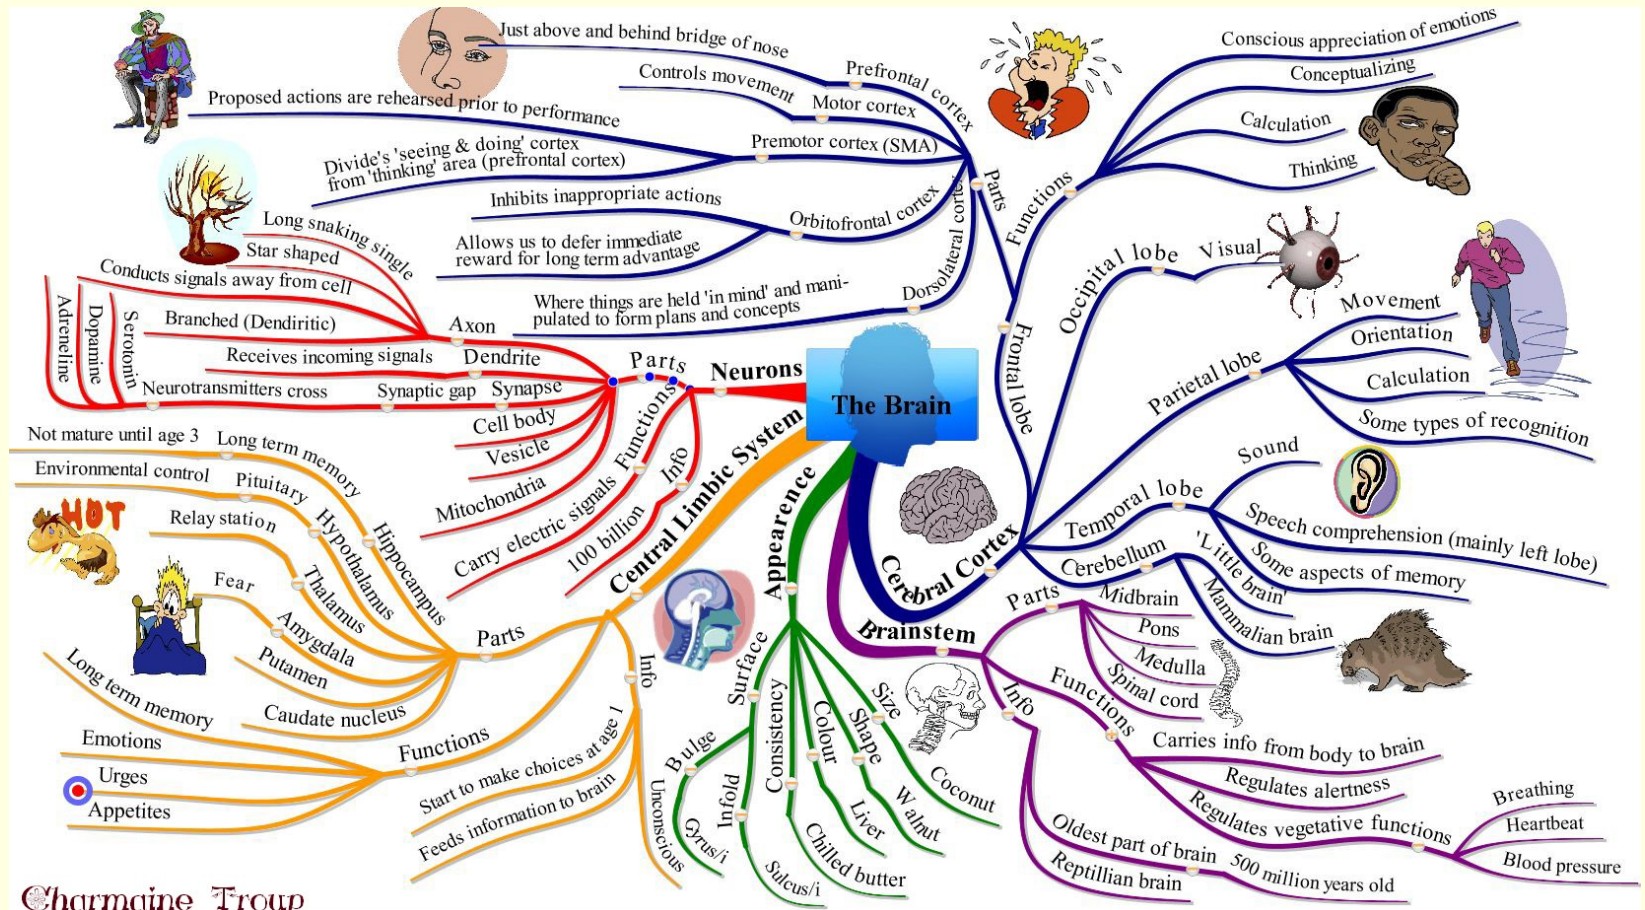 The Brain
Neurons
Parts
Axon
Long snaking single
Star shaped
Conducts signals away from cell
Branched (Dendiritic)
Dendrite
Receives incoming signals
Synapse
Synaptic gap
Neurotransmitters cross
Serotonin
Dopamine
Adreneline
Cell body
Vesicle
Mitochondria
Functions
Carry electric signals
Info
100 billion
Central Limbic System
Parts
Hippocampus
Long term memory
Not mature until age 3
Hypothalamus
Pituitary
Environmental control
HOT
Thalamus
Relay station
Amygdala
Fear
Putamen
Caudate nucleus
Functions
Long term memory
Emotions
Urges
Appetites
Info
Start to make choices at age 1
Feeds information to brain
Unconscious
Appearence
Surface
Bulge
Gyrus/i
Infold
Sulcus/i
Consistency
Chilled butter
Colour
Liver
Shape
Walnut
Size
Coconut
Brainstem
Parts
Midbrain
Pons
Medulla
Spinal cord
Functions
Carries info from body to brain
Regulates alertness
Regulates vegetative functions
Breathing
Heartbeat
Blood pressure
Info
Oldest part of brain
500 million years old
Reptillian brain
Cerebral Cortex
Frontal lobe
Parts
Prefrontal cortex
Just above and behind bridge of nose
Motor cortex
Controls movement
Premotor cortex (SMA)
Proposed actions are rehearsed prior to performance
Divide's 'seeing & doing' cortex
from 'thinking' area (prefrontal cortex)
Orbitofrontal cortex
Inhibits inappropriate actions
Allows us to defer immediate
reward for long term advantage
Dorsolateral cortex
Where things are held 'in mind' and mani-
pulated to form plans and concepts
Functions
Conscious appreciation of emotions
Conceptualizing
Calculation
Thinking
Occipital lobe
Visual
Parietal lobe
Movement
Orientation
Calculation
Some types of recognition
Temporal lobe
Sound
Speech comprehension (mainly left lobe)
Some aspects of memory
Cerebellum
'Little brain'
Mammalian brain
Charmaine Troup